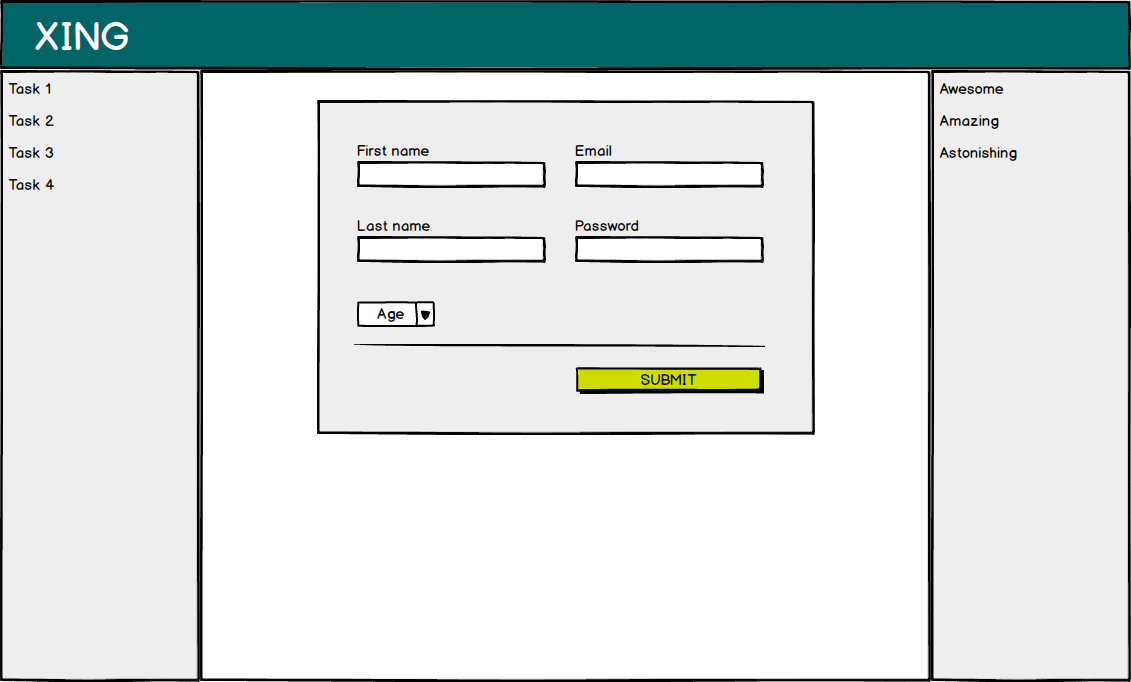 XING
Task 1
Task 2
Task 3
Task 4
First name
Email
Last name
Password
Age
SUBMIT
Awesome
Amazing
Astonishing